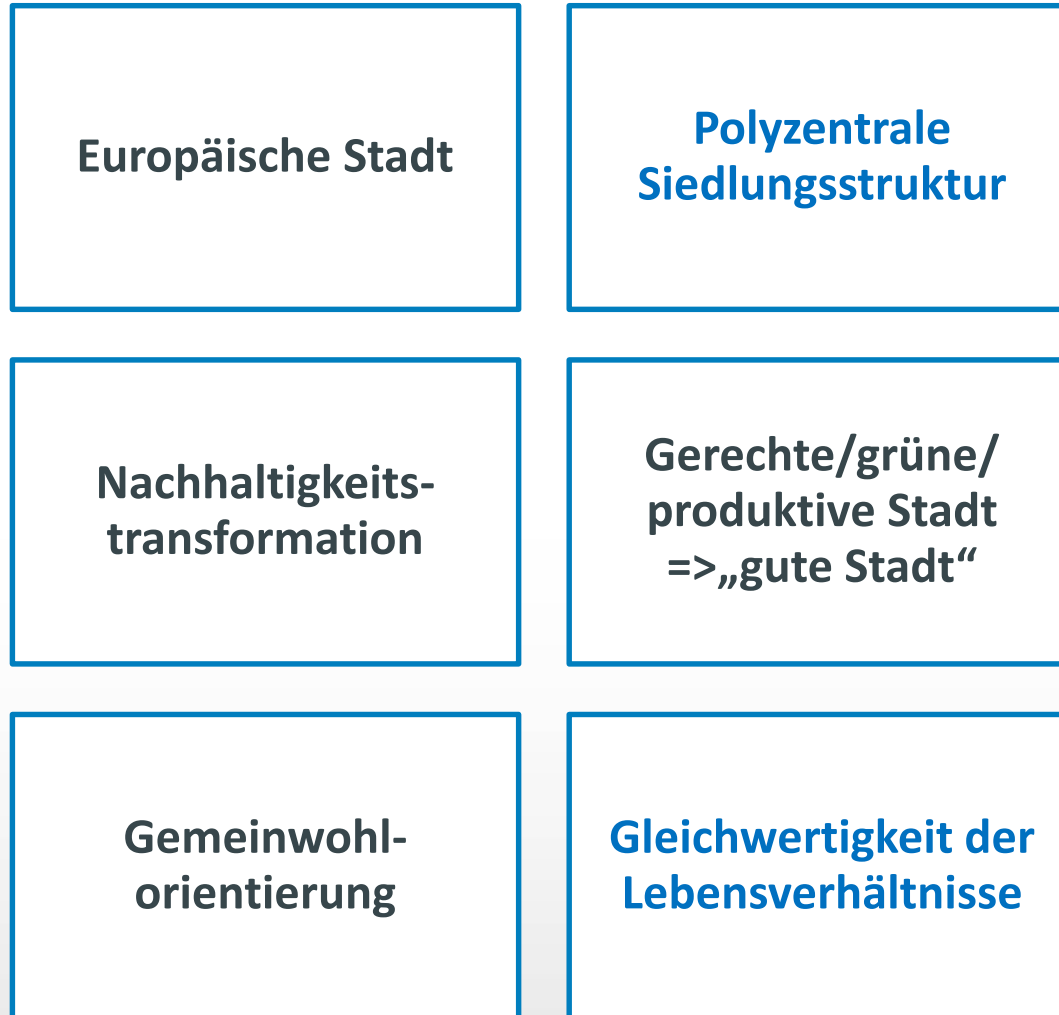 Europäische Stadt
Polyzentrale
Siedlungsstruktur
Nachhaltigkeits-
transformation
Gerechte/grüne/
produktive Stadt
=>„gute Stadt“
Gemeinwohl-
orientierung
Gleichwertigkeit der
Lebensverhältnisse